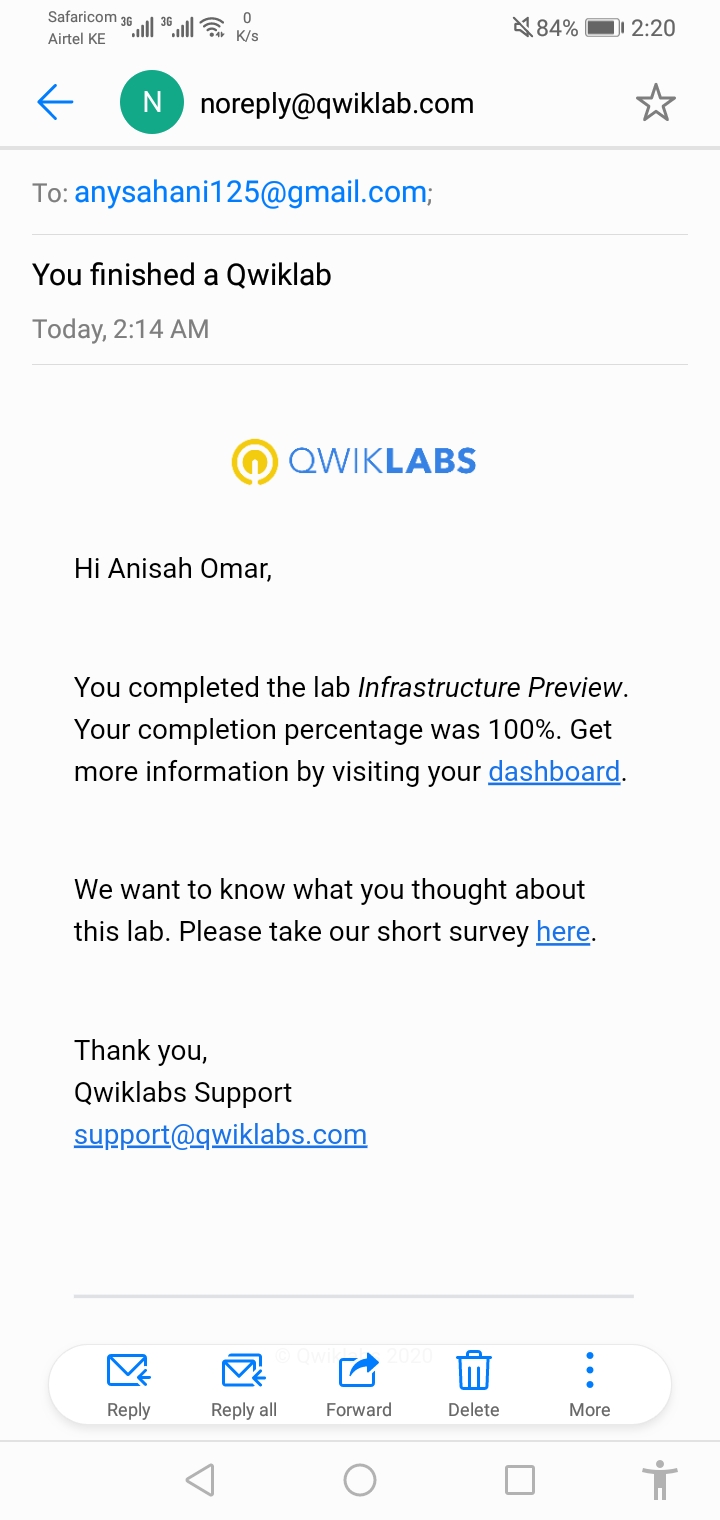 Safaricom 3G 3G 0 84% 2:20
Airtel KE K/s
N noreply@qwiklab.com
To: anysahani125@gmail.com;
You finished a Qwiklab
Today, 2:14 AM
QWIKLABS
Hi Anisah Omar,
You completed the lab Infrastructure Preview.
Your completion percentage was 100%. Get
more information by visiting your dashboard.
We want to know what you thought about
this lab. Please take our short survey here.
Thank you,
Qwiklabs Support
support@qwiklabs.com
© Qwiklabs 2020
Reply Reply all Forward Delete More